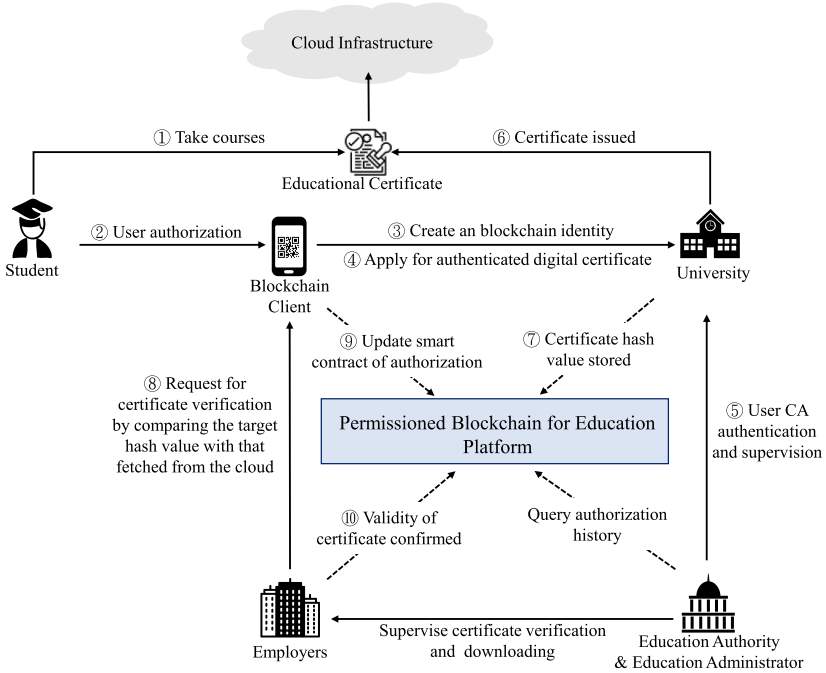 Cloud Infrastructure
① Take courses
⑥ Certificate issued
Educational Certificate
② User authorization
③ Create an blockchain identity
④ Apply for authenticated digital certificate
Student
University
Blockchain
Client
⑨ Update smart
contract of authorization
⑦ Certificate hash
value stored
⑧ Request for
certificate verification
by comparing the target
hash value with that
fetched from the cloud
⑤ User CA
authentication
and supervision
Permissioned Blockchain for Education
Platform
⑩ Validity of
certificate confirmed
Query authorization
history
Employers
Supervise certificate verification
and downloading
Education Authority
& Education Administrator